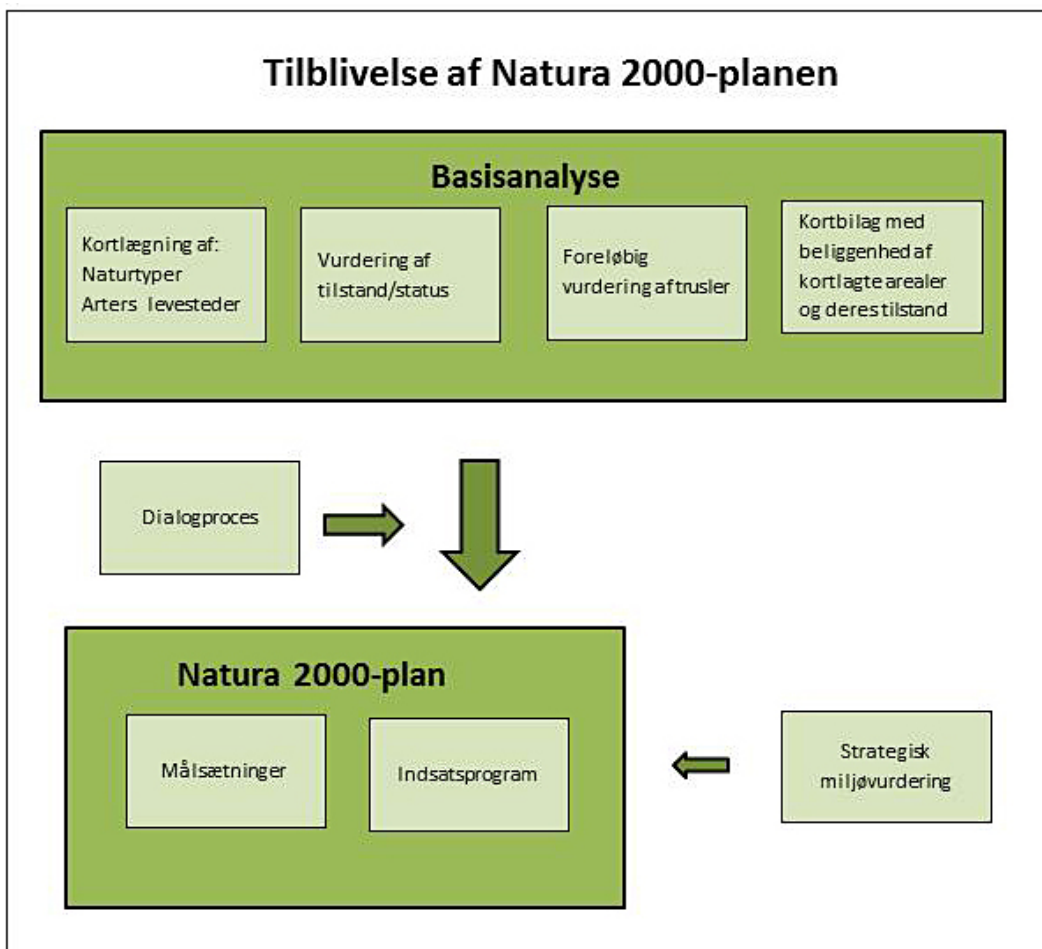 Tilblivelse af Natura 2000-planen
Basisanalyse
Kortlægning af:
Naturtyper
Arters levesteder
Vurdering af
tilstand/status
Foreløbig
vurdering af trusler
Kortbilag med
beliggenhed af
kortlagte arealer
og deres tilstand
Dialogproces
Natura 2000-plan
Målsætninger
Indsatsprogram
Strategisk
miljøvurdering